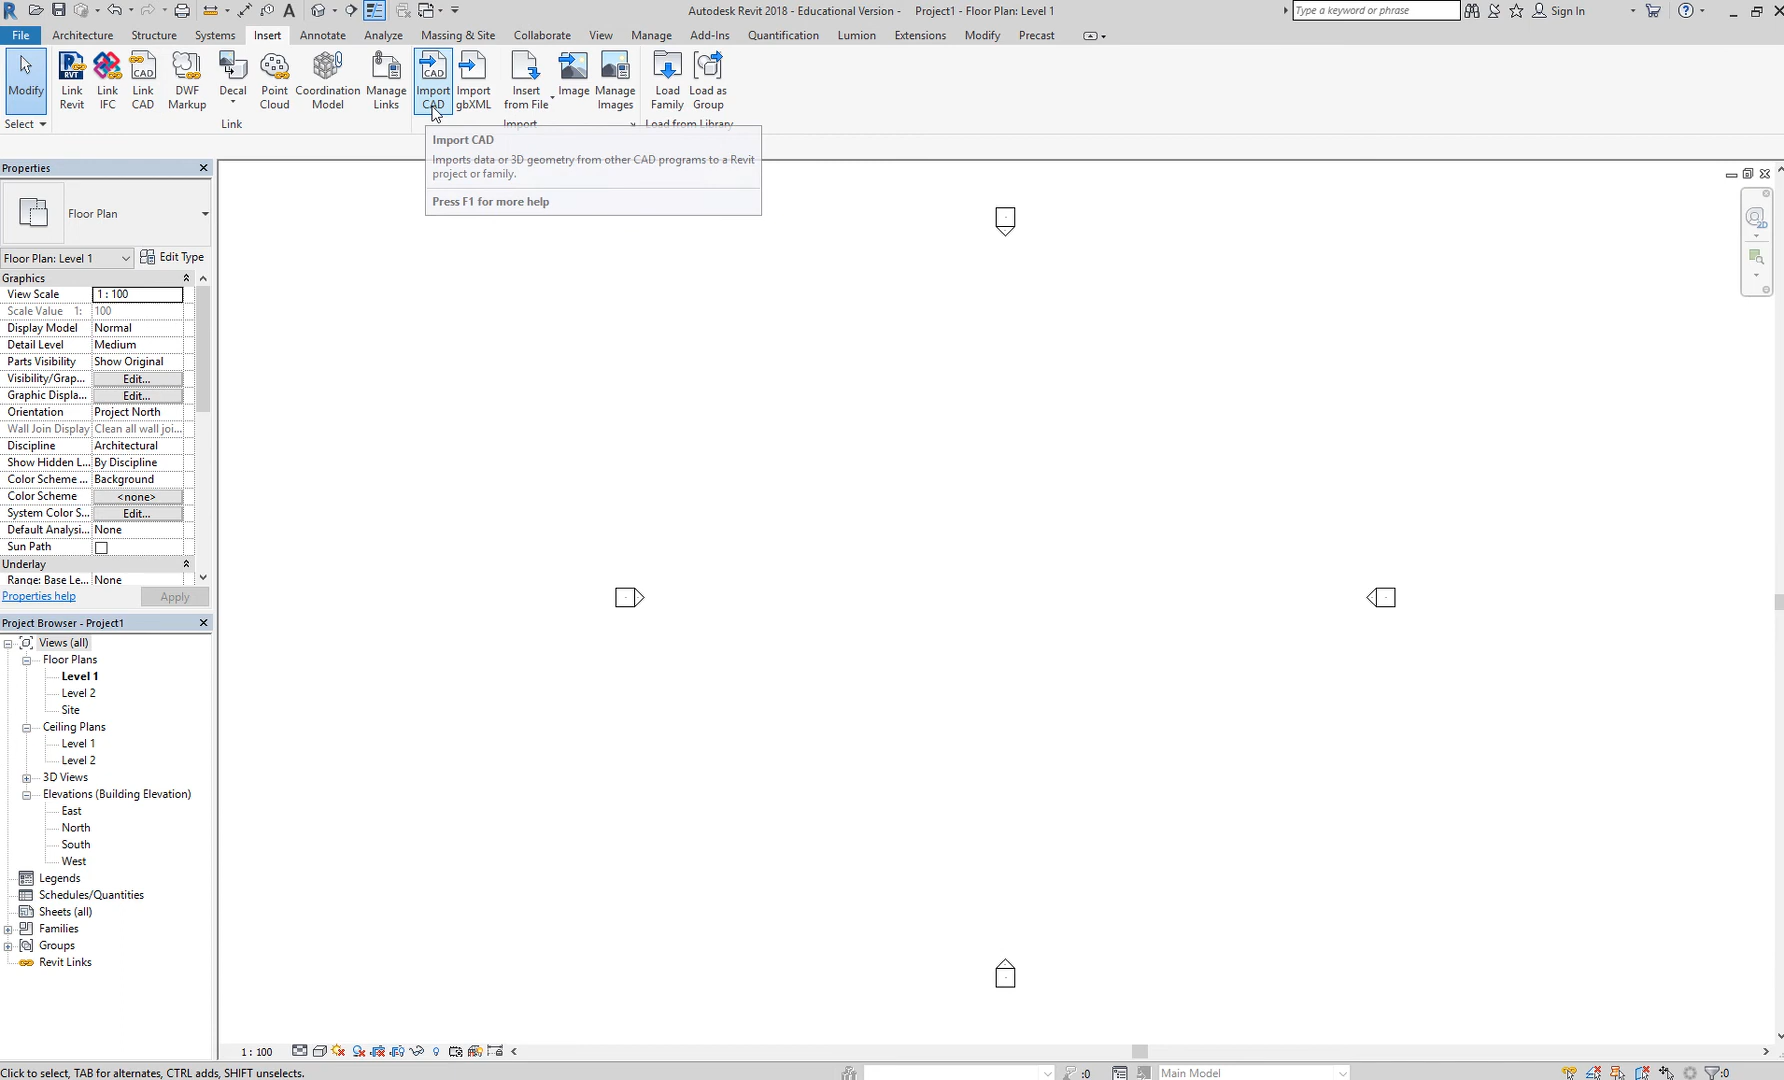 Autodesk Revit 2018 - Educational Version - Project1 - Floor Plan: Level 1
Type a keyword or phrase
Sign In
File Architecture Structure Systems Insert Annotate Analyze Massing & Site Collaborate View Manage Add-Ins Quantification Lumion Extensions Modify Precast
Modify
Link Revit
Link IFC
Link CAD
DWF Markup
Decal
Point Cloud
Coordination Model
Manage Links
Import CAD
Import gbXML
Insert from File
Image
Manage Images
Load Family
Load as Group
Select
Link
Import
Load from Library
Import CAD
Imports data or 3D geometry from other CAD programs to a Revit
project or family.
Press F1 for more help
Properties
Floor Plan
Floor Plan: Level 1
Edit Type
Graphics
View Scale 1 : 100
Scale Value 1: 100
Display Model Normal
Detail Level Medium
Parts Visibility Show Original
Visibility/Grap... Edit...
Graphic Displa... Edit...
Orientation Project North
Wall Join Display Clean all wall joi...
Discipline Architectural
Show Hidden L... By Discipline
Color Scheme ... Background
Color Scheme <none>
System Color S... Edit...
Default Analysi... None
Sun Path
Underlay
Range: Base Le... None
Properties help
Apply
Project Browser - Project1
Views (all)
Floor Plans
Level 1
Level 2
Site
Ceiling Plans
Level 1
Level 2
3D Views
Elevations (Building Elevation)
East
North
South
West
Legends
Schedules/Quantities
Sheets (all)
Families
Groups
Revit Links
2D
1 : 100
Click to select, TAB for alternates, CTRL adds, SHIFT unselects.
:0
Main Model
:0